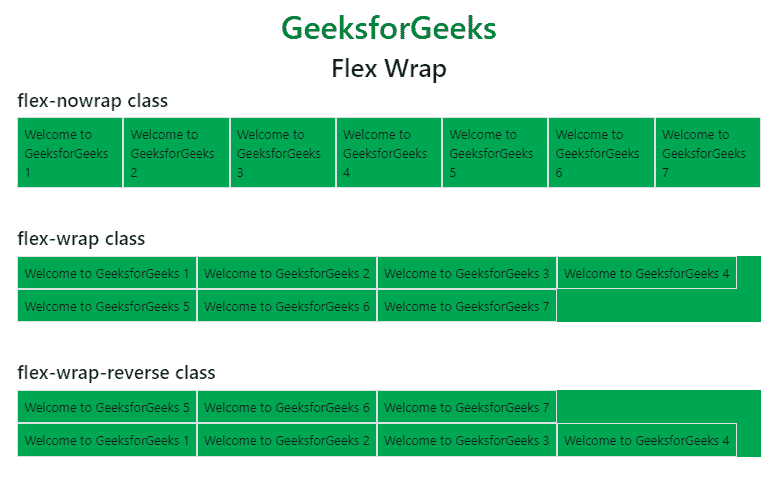 GeeksforGeeks
Flex Wrap
flex-nowrap class
Welcome to GeeksforGeeks 1
Welcome to GeeksforGeeks 2
Welcome to GeeksforGeeks 3
Welcome to GeeksforGeeks 4
Welcome to GeeksforGeeks 5
Welcome to GeeksforGeeks 6
Welcome to GeeksforGeeks 7
flex-wrap class
Welcome to GeeksforGeeks 1 Welcome to GeeksforGeeks 2 Welcome to GeeksforGeeks 3 Welcome to GeeksforGeeks 4
Welcome to GeeksforGeeks 5 Welcome to GeeksforGeeks 6 Welcome to GeeksforGeeks 7
flex-wrap-reverse class
Welcome to GeeksforGeeks 5 Welcome to GeeksforGeeks 6 Welcome to GeeksforGeeks 7
Welcome to GeeksforGeeks 1 Welcome to GeeksforGeeks 2 Welcome to GeeksforGeeks 3 Welcome to GeeksforGeeks 4